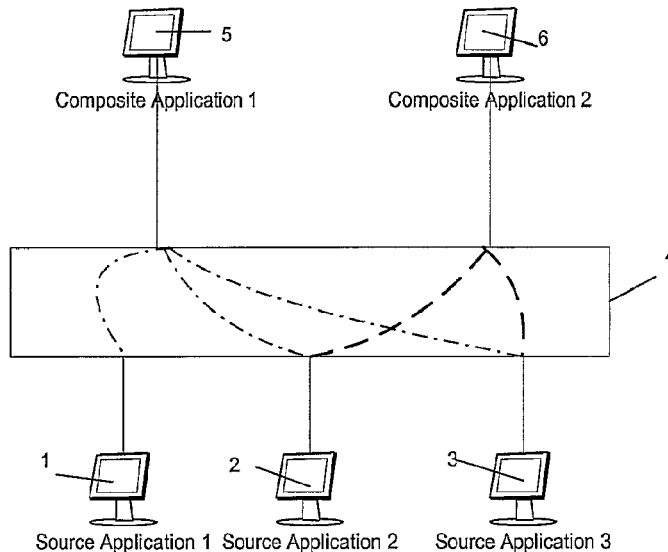 5
6
Composite Application 1
Composite Application 2
4
1
2
3
Source Application 1
Source Application 2
Source Application 3